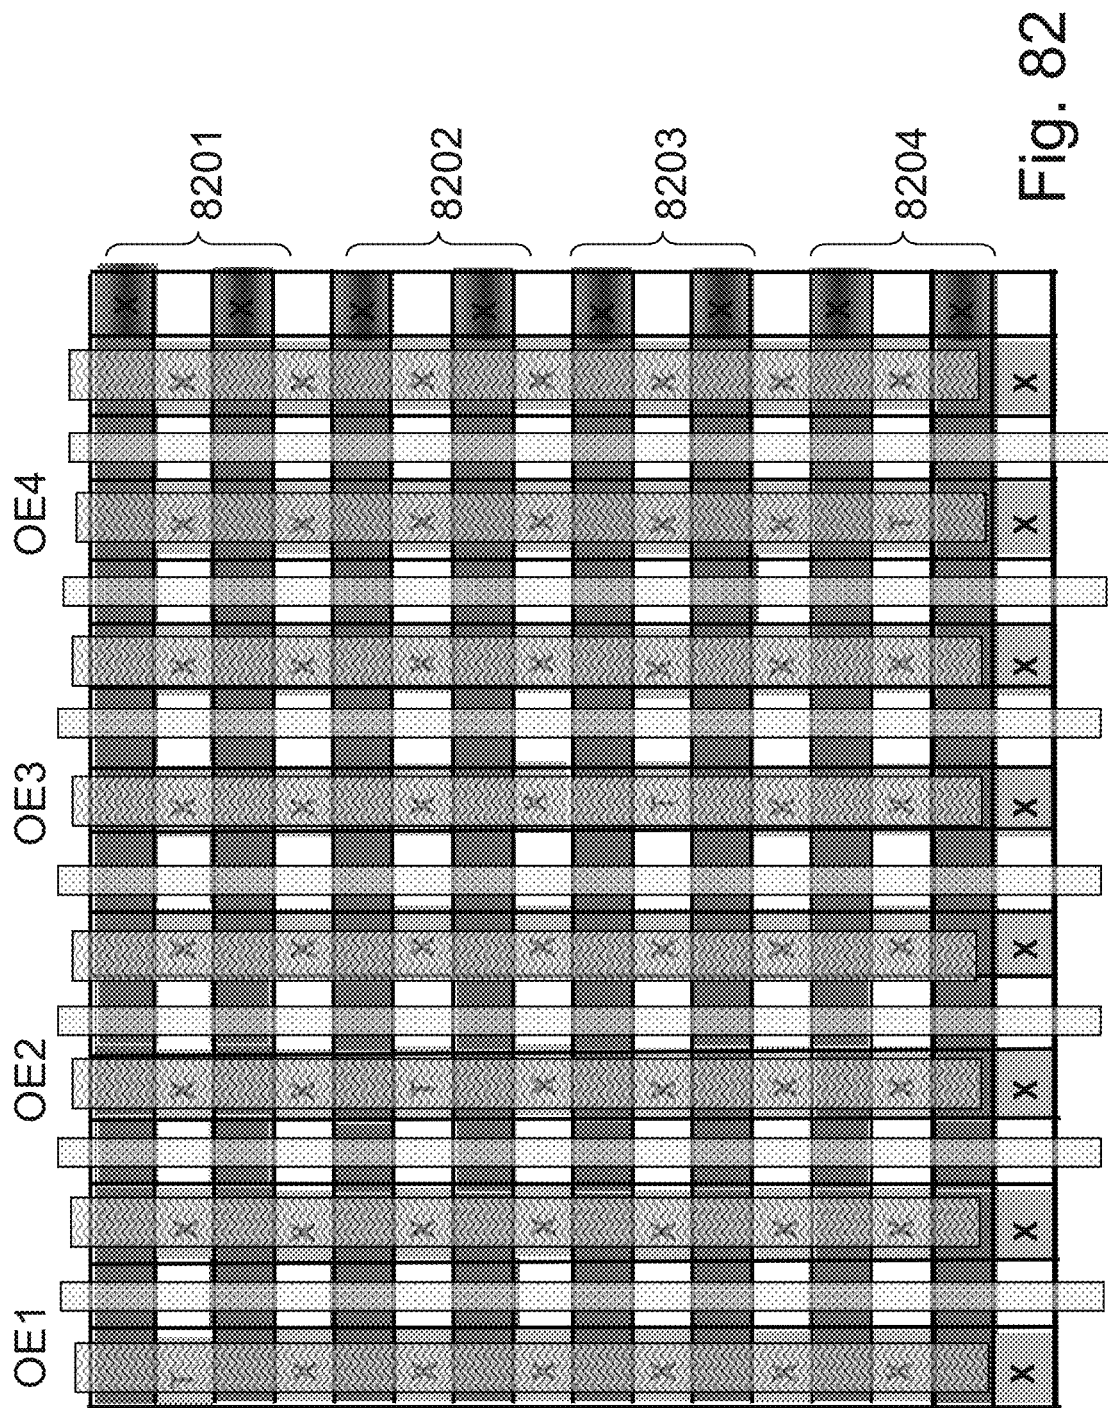 OE1 OE2 OE3 OE4
X
T X X X X X X X
8201
X
X X X X X X X X
X
X X T X X X X X
8202
X
X X X X X X X X
X
X X X X T X X X
8203
X
X X X X X X X X
X
X X X X X X T X
8204
X
X X X X X X X X
Fig. 82